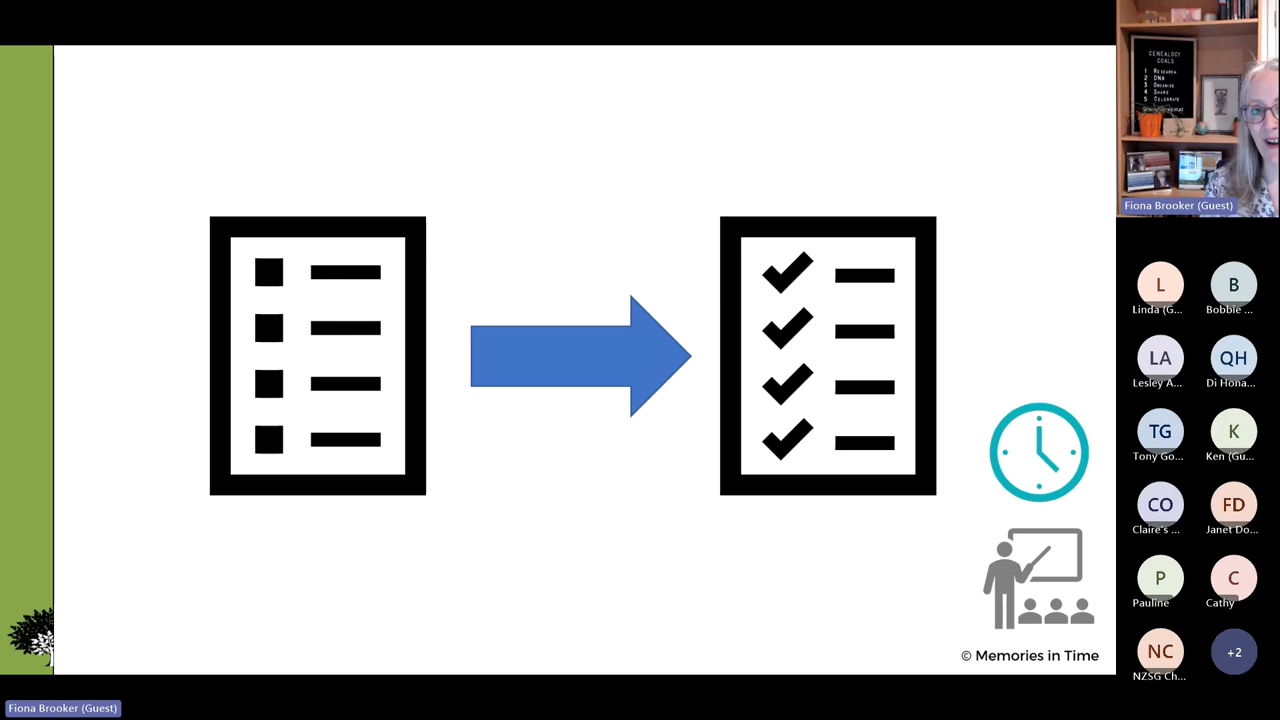 GENEALOGY
GOALS
1 RESEARCH
2 DNA
3 ORGANISE
4 SHARE
5 CELEBRATE
Fiona Brooker (Guest)
L
B
Linda (G...
Bobbie ...
LA
QH
Lesley A...
Di Hona...
TG
K
Tony Go...
Ken (Gu...
CO
FD
Claire's ...
Janet Do...
P
C
Pauline
Cathy
NC
+2
NZSG Ch...
© Memories in Time
Fiona Brooker (Guest)